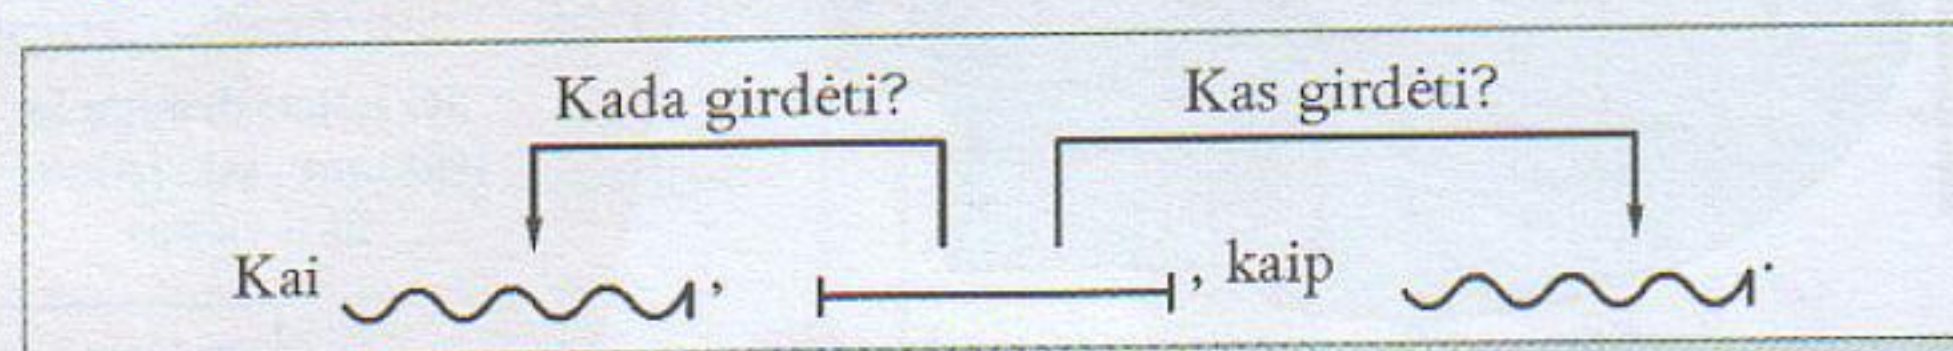 Kada girdėti? Kas girdėti?
Kai , , kaip .